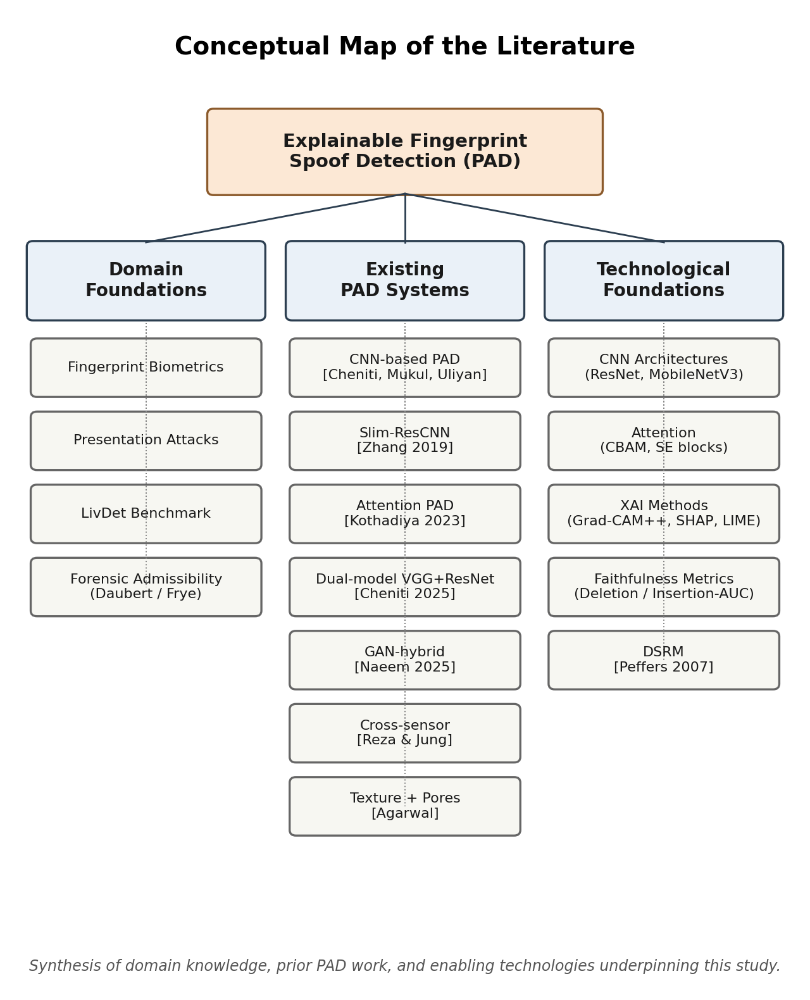 Conceptual Map of the Literature
Explainable Fingerprint
Spoof Detection (PAD)
Domain
Foundations
Existing
PAD Systems
Technological
Foundations
Fingerprint Biometrics
Presentation Attacks
LivDet Benchmark
Forensic Admissibility
(Daubert / Frye)
CNN-based PAD
[Cheniti, Mukul, Uliyan]
Slim-ResCNN
[Zhang 2019]
Attention PAD
[Kothadiya 2023]
Dual-model VGG+ResNet
[Cheniti 2025]
GAN-hybrid
[Naeem 2025]
Cross-sensor
[Reza & Jung]
Texture + Pores
[Agarwal]
CNN Architectures
(ResNet, MobileNetV3)
Attention
(CBAM, SE blocks)
XAI Methods
(Grad-CAM++, SHAP, LIME)
Faithfulness Metrics
(Deletion / Insertion-AUC)
DSRM
[Peffers 2007]
Synthesis of domain knowledge, prior PAD work, and enabling technologies underpinning this study.